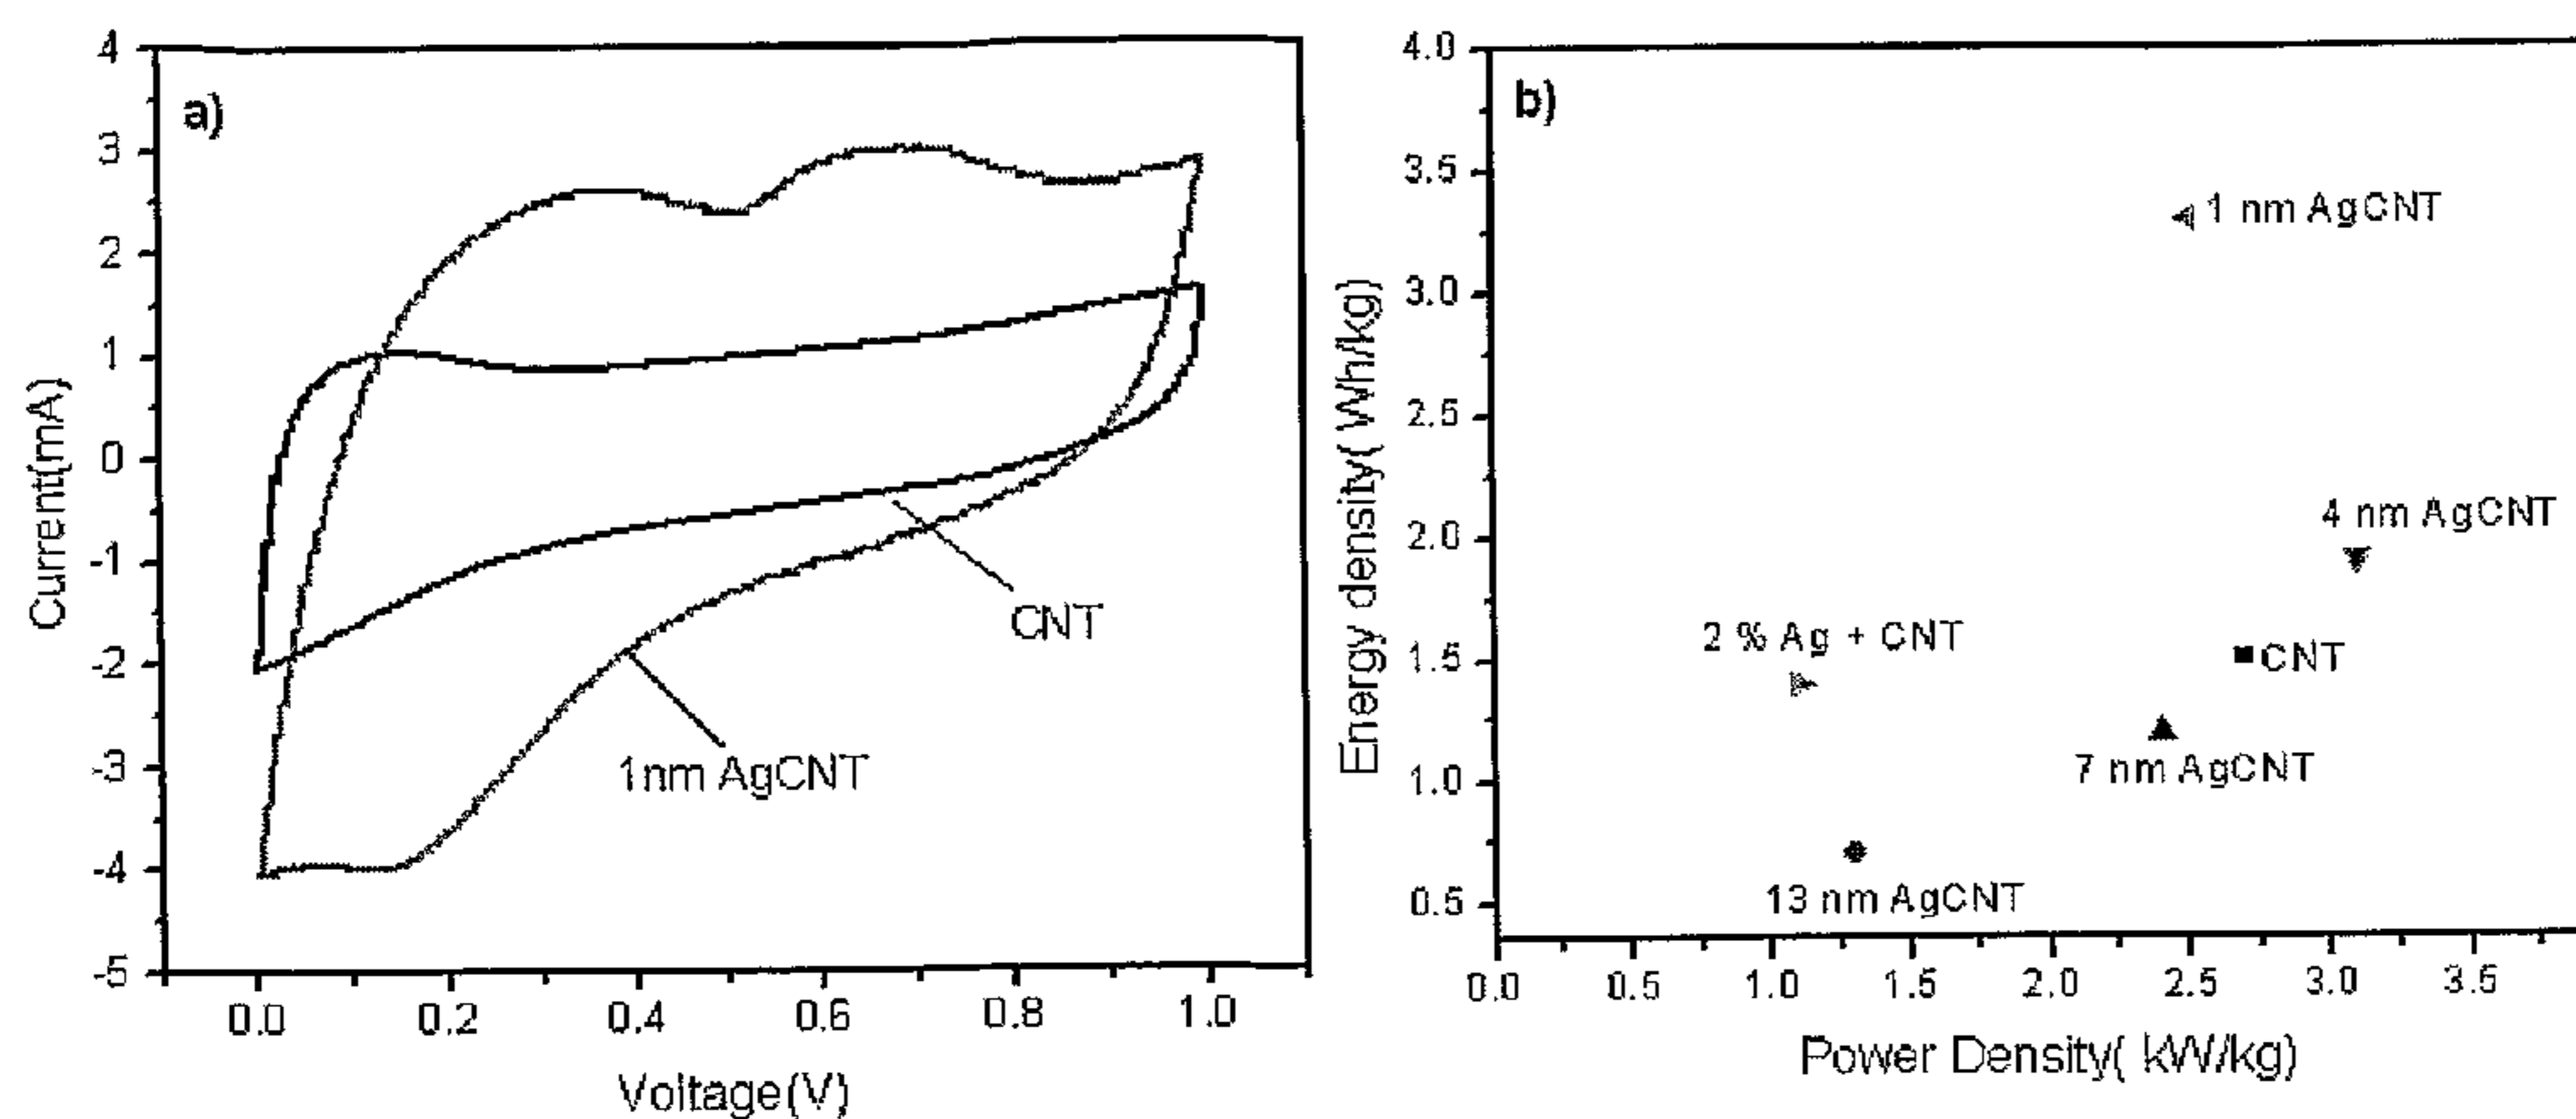 a)
4
3
2
1
0
-1
-2
-3
-4
-5
Current(mA)
CNT
1nm AgCNT
0.0 0.2 0.4 0.6 0.8 1.0
Voltage(V)
b)
4.0
3.5
3.0
2.5
2.0
1.5
1.0
0.5
Energy density( Wh/kg)
1 nm AgCNT
4 nm AgCNT
2 % Ag + CNT
CNT
7 nm AgCNT
13 nm AgCNT
0.0 0.5 1.0 1.5 2.0 2.5 3.0 3.5
Power Density( kW/kg)